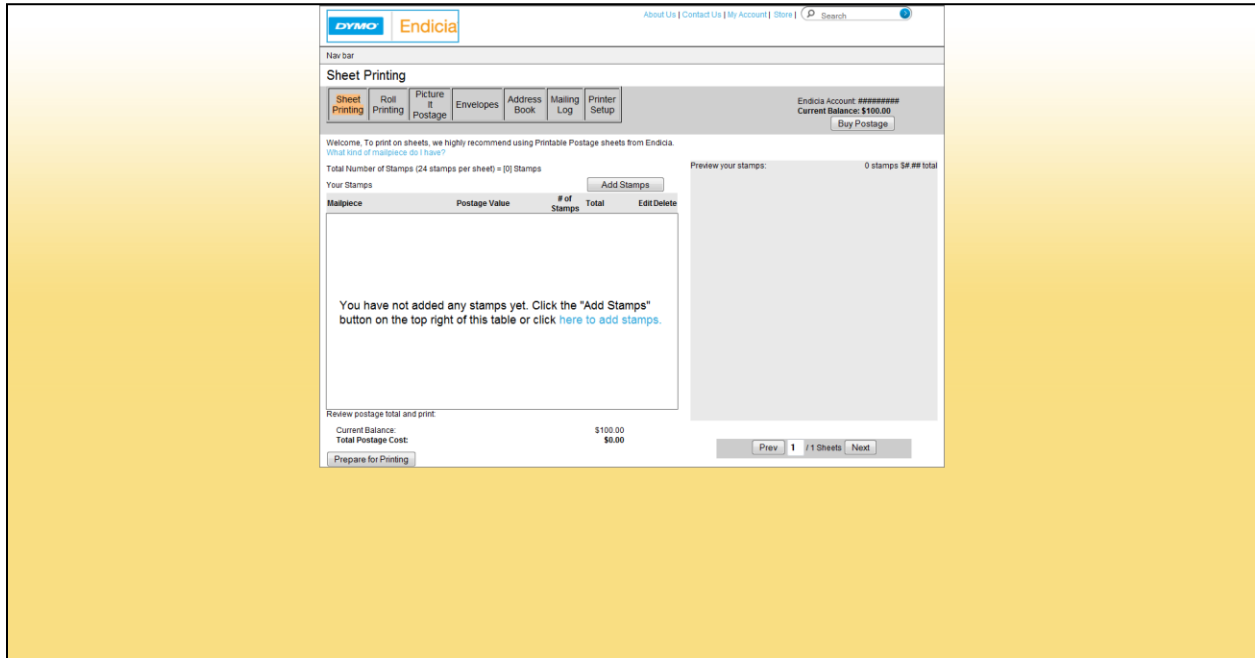 DYMO Endicia
About Us | Contact Us | My Account | Store | Search
Nav bar
Sheet Printing
Sheet Printing
Roll Printing
Picture It Postage
Envelopes
Address Book
Mailing Log
Printer Setup
Endicia Account: #########
Current Balance: $100.00
Buy Postage
Welcome, To print on sheets, we highly recommend using Printable Postage sheets from Endicia.
What kind of mailpiece do I have?
Total Number of Stamps (24 stamps per sheet) = [0] Stamps
Your Stamps
Add Stamps
Mailpiece Postage Value # of Stamps Total Edit Delete
You have not added any stamps yet. Click the "Add Stamps"
button on the top right of this table or click here to add stamps.
Preview your stamps: 0 stamps $#.## total
Review postage total and print:
Current Balance: $100.00
Total Postage Cost: $0.00
Prepare for Printing
Prev 1 / 1 Sheets Next